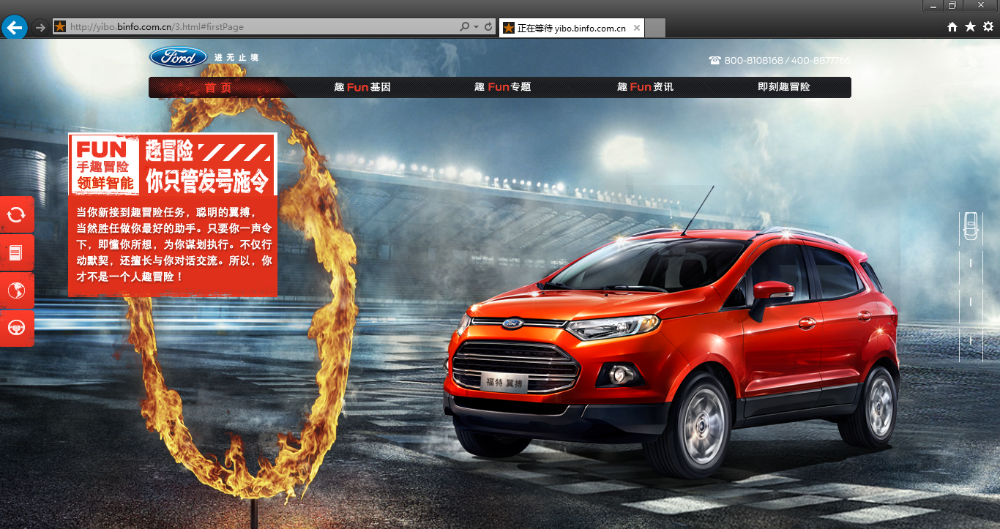 http://yibo.binfo.com.cn/3.html#firstPage
正在等待 yibo.binfo.com.cn
Ford 进无止境
800-8108168 / 400-8877766
首 页
趣Fun基因
趣Fun专题
趣Fun资讯
即刻趣冒险
FUN
手趣冒险
领鲜智能
趣冒险
你只管发号施令
当你新接到趣冒险任务，聪明的翼搏，
当然胜任做你最好的助手。只要你一声令
下，即懂你所想，为你谋划执行。不仅行
动默契，还擅长与你对话交流。所以，你
才不是一个人趣冒险！
Ford
福特 翼搏